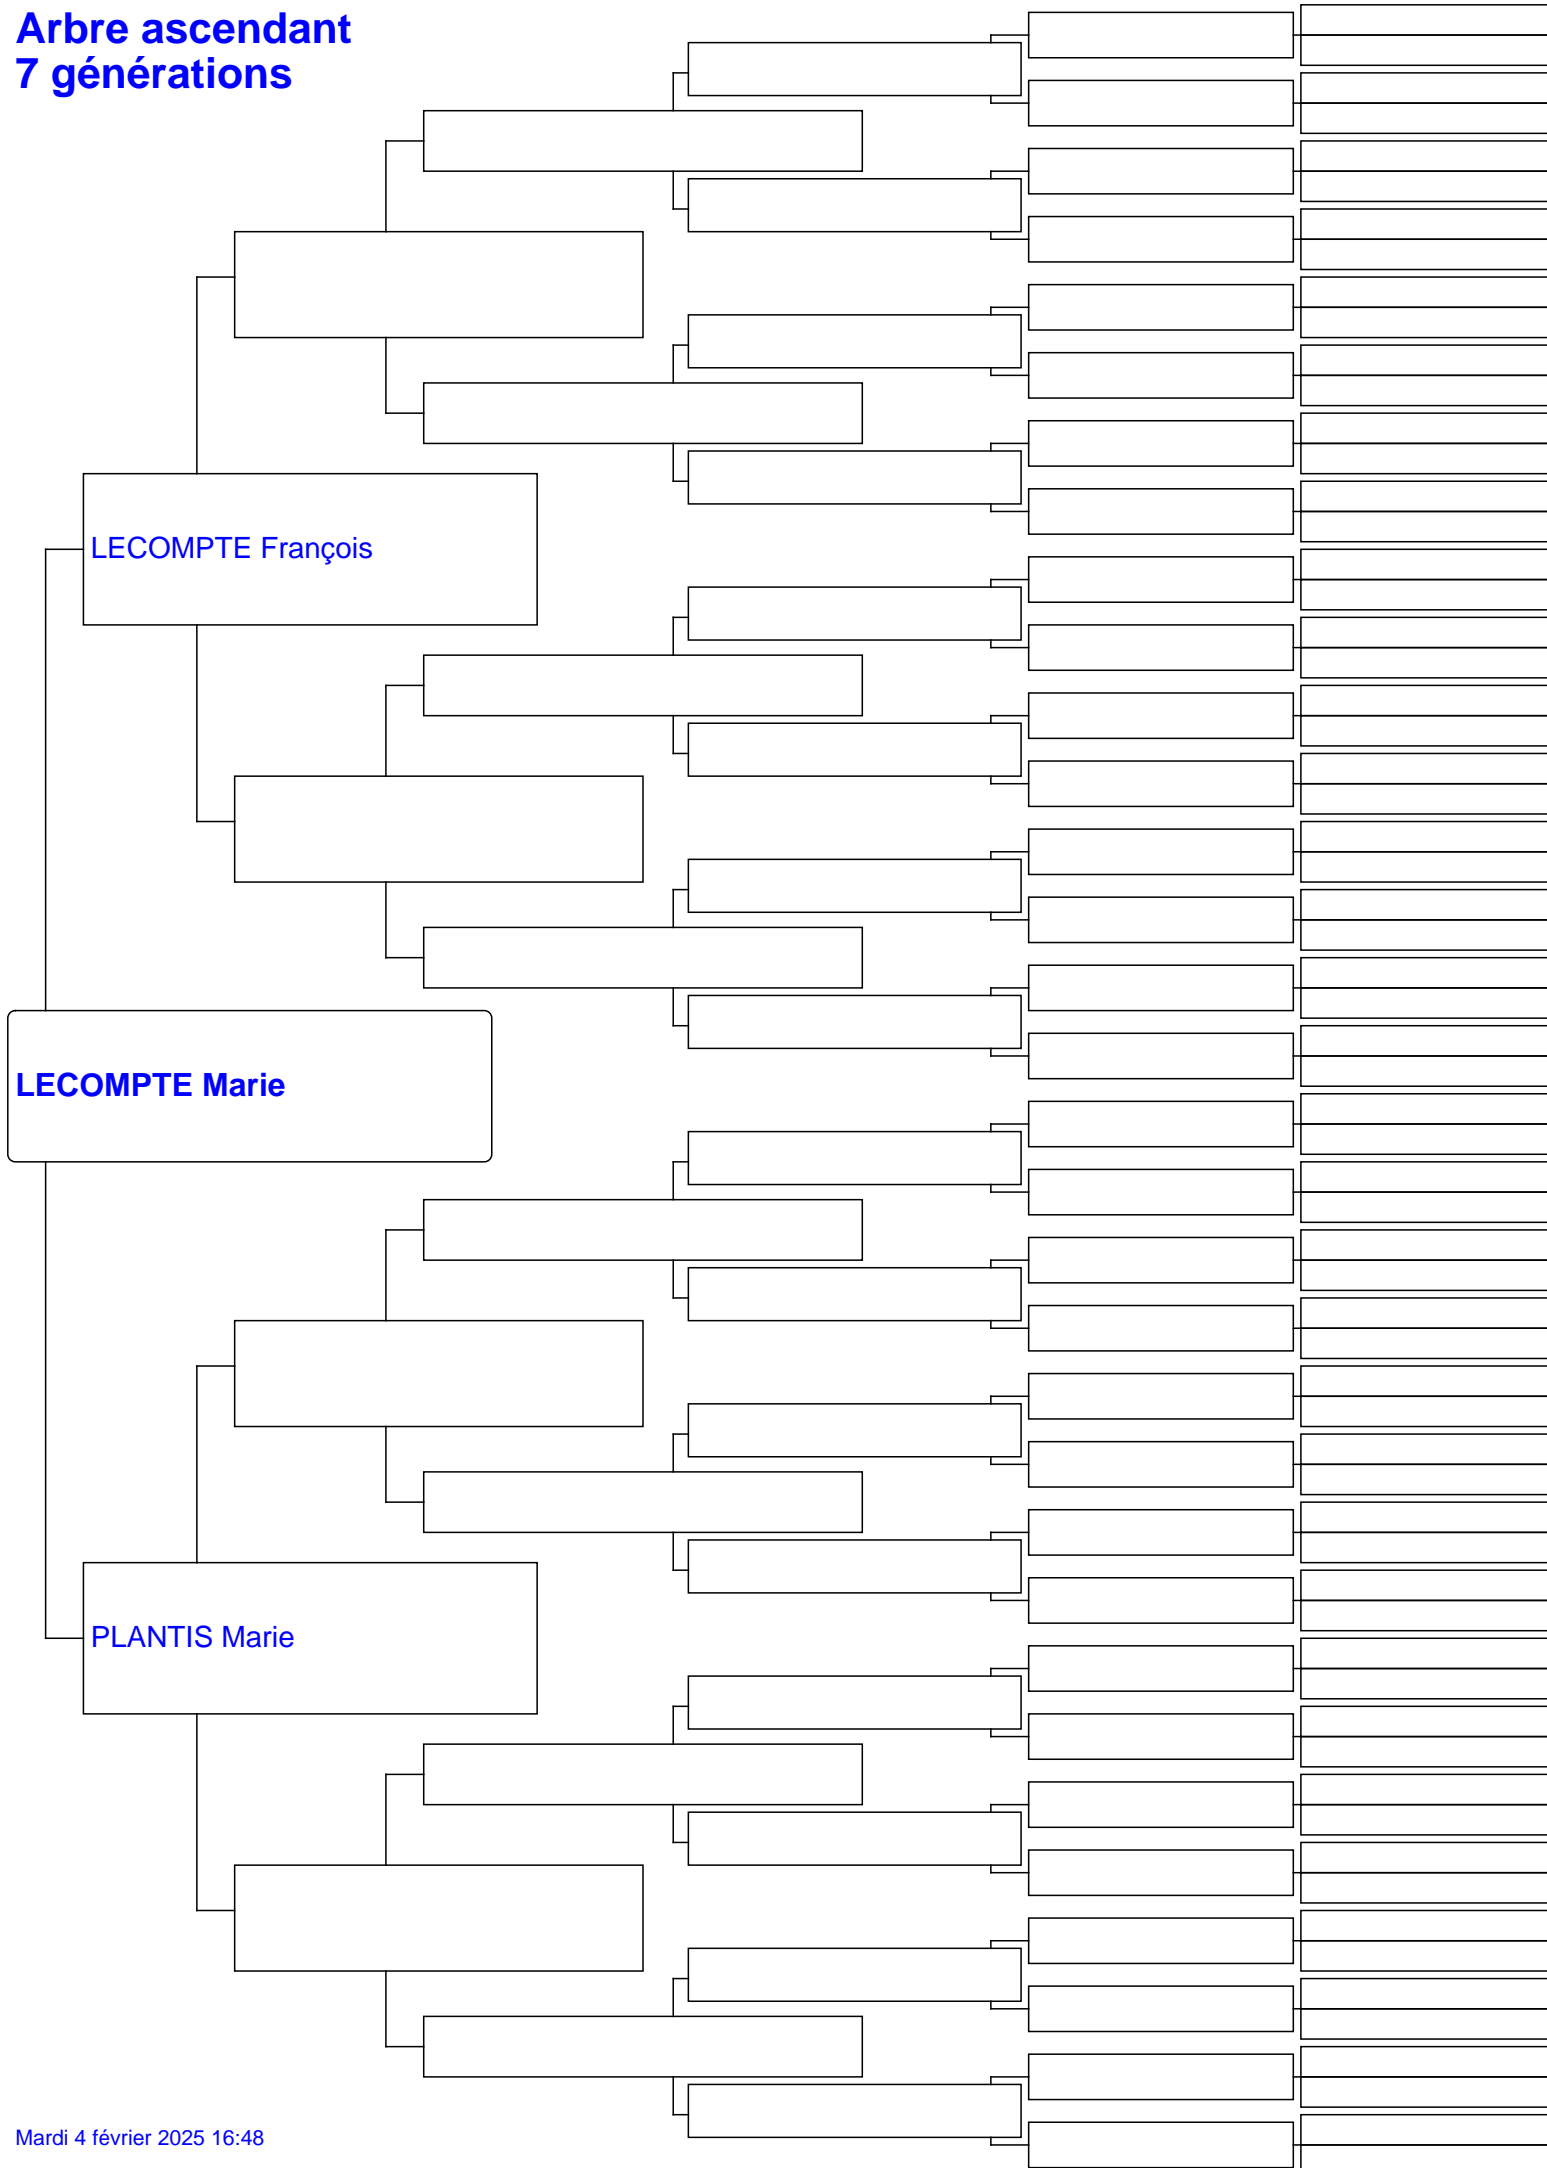 Arbre ascendant
7 générations
LECOMPTE François
LECOMPTE Marie
PLANTIS Marie
Mardi 4 février 2025 16:48